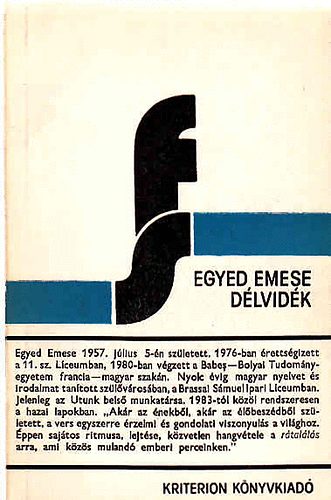 fs
EGYED EMESE
DÉLVIDÉK
Egyed Emese 1957. július 5-én született. 1976-ban érettségizett
a 11. sz. Líceumban, 1980-ban végzett a Babeș—Bolyai Tudomány-
egyetem francia—magyar szakán. Nyolc évig magyar nyelvet és
irodalmat tanított szülővárosában, a Brassai Sámuel Ipari Líceumban.
Jelenleg az Utunk belső munkatársa. 1983-tól közöl rendszeresen
a hazai lapokban. „Akár az énekből, akár az élőbeszédből szü-
letett, a vers egyszerre érzelmi és gondolati viszonyulás a világhoz.
Éppen sajátos ritmusa, lejtése, közvetlen hangvétele a rátalálás
arra, ami közös mulandó emberi perceinken.”
KRITERION KÖNYVKIADÓ